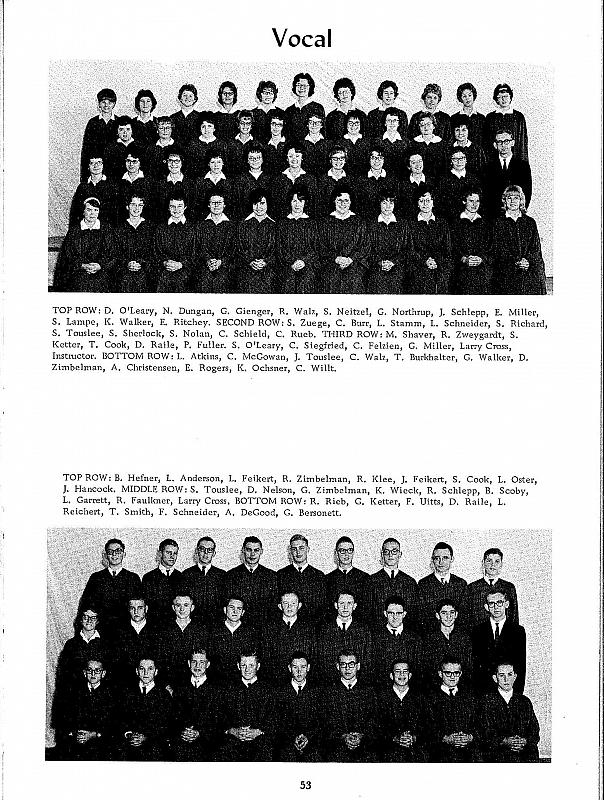 Vocal
TOP ROW: D. O'Leary, N. Dungan, G. Gienger, R. Walz, S. Neitzel, G. Northrup, J. Schlepp, E. Miller,
S. Lampe, K. Walker, E. Ritchey. SECOND ROW: S. Zuege, C. Burr, L. Stamm, L. Schneider, S. Richard,
S. Touslee, S. Sherlock, S. Nolan, C. Schield, C. Rueb. THIRD ROW: M. Shaver, R. Zweygardt, S.
Ketter, T. Cook, D. Raile, P. Fuller. S. O'Leary, C. Siegfried, C. Felzien, G. Miller, Larry Cross,
Instructor. BOTTOM ROW: L. Atkins, C. McGowan, J. Touslee, C. Walz, T. Burkhalter, G. Walker, D.
Zimbelman, A. Christensen, E. Rogers, K. Ochsner, C. Willt.
TOP ROW: B. Hefner, L. Anderson, L. Feikert, R. Zimbelman, R. Klee, J. Feikert, S. Cook, L. Oster,
J. Hancock. MIDDLE ROW: S. Touslee, D. Nelson, G. Zimbelman, K. Wieck, R. Schlepp, B. Scoby,
L. Garrett, R. Faulkner, Larry Cross, BOTTOM ROW: R. Rieb, G. Ketter, F. Uitts, D. Raile, L.
Reichert, T. Smith, F. Schneider, A. DeGood, G. Bersonett.
53